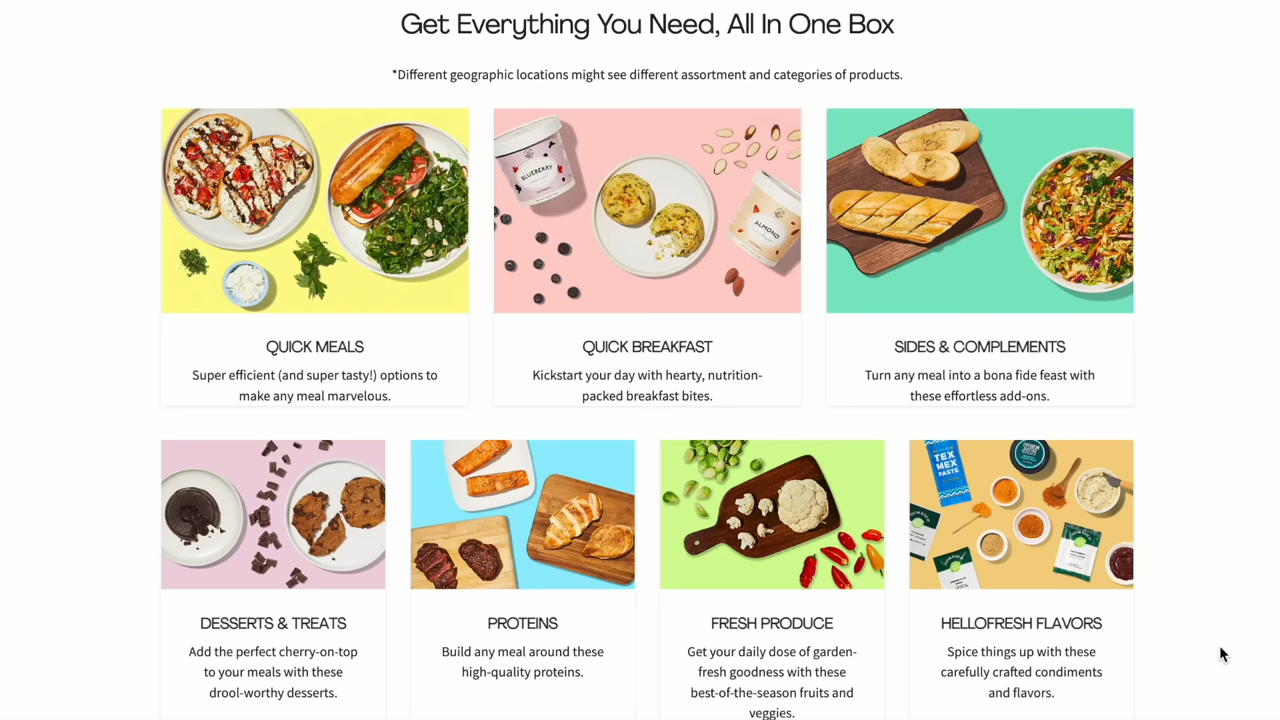 Get Everything You Need, All In One Box
*Different geographic locations might see different assortment and categories of products.
BLUEBERRY
ALMOND
QUICK MEALS
Super efficient (and super tasty!) options to
make any meal marvelous.
QUICK BREAKFAST
Kickstart your day with hearty, nutrition-
packed breakfast bites.
SIDES & COMPLEMENTS
Turn any meal into a bona fide feast with
these effortless add-ons.
TEX
MEX
PASTE
DESSERTS & TREATS
Add the perfect cherry-on-top
to your meals with these
drool-worthy desserts.
PROTEINS
Build any meal around these
high-quality proteins.
FRESH PRODUCE
Get your daily dose of garden-
fresh goodness with these
best-of-the-season fruits and
veggies.
HELLOFRESH FLAVORS
Spice things up with these
carefully crafted condiments
and flavors.